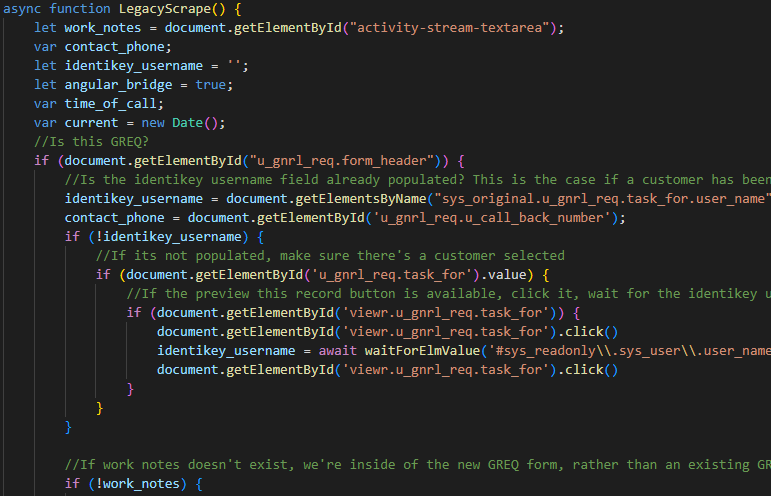 async function LegacyScrape() {
    let work_notes = document.getElementById("activity-stream-textarea");
    var contact_phone;
    let identikey_username = '';
    let angular_bridge = true;
    var time_of_call;
    var current = new Date();
    //Is this GREQ?
    if (document.getElementById("u_gnrl_req.form_header")) {
        //Is the identikey username field already populated? This is the case if a customer has been
        identikey_username = document.getElementsByName("sys_original.u_gnrl_req.task_for.user_name"
        contact_phone = document.getElementById('u_gnrl_req.u_call_back_number');
        if (!identikey_username) {
            //If its not populated, make sure there's a customer selected
            if (document.getElementById('u_gnrl_req.task_for').value) {
                //If the preview this record button is available, click it, wait for the identikey u
                if (document.getElementById('viewr.u_gnrl_req.task_for')) {
                    document.getElementById('viewr.u_gnrl_req.task_for').click()
                    identikey_username = await waitForElmValue('#sys_readonly\\.sys_user\\.user_name
                    document.getElementById('viewr.u_gnrl_req.task_for').click()
                }
            }
        }
        //If work notes doesn't exist, we're inside of the new GREQ form, rather than an existing GR
        if (!work_notes) {